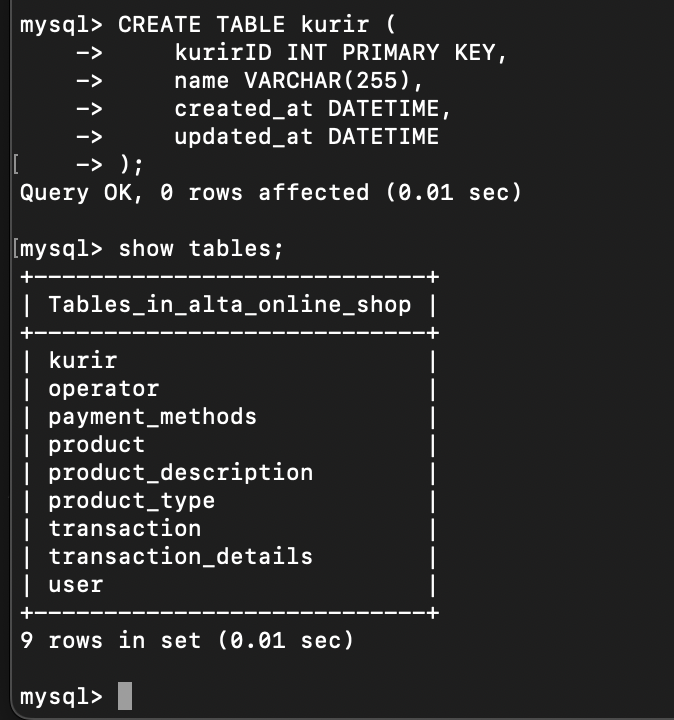 mysql> CREATE TABLE kurir (
    ->     kurirID INT PRIMARY KEY,
    ->     name VARCHAR(255),
    ->     created_at DATETIME,
    ->     updated_at DATETIME
[    -> );
Query OK, 0 rows affected (0.01 sec)
[mysql> show tables;
+----------------------------+
| Tables_in_alta_online_shop |
+----------------------------+
| kurir                      |
| operator                   |
| payment_methods            |
| product                    |
| product_description        |
| product_type               |
| transaction                |
| transaction_details        |
| user                       |
+----------------------------+
9 rows in set (0.01 sec)
mysql>